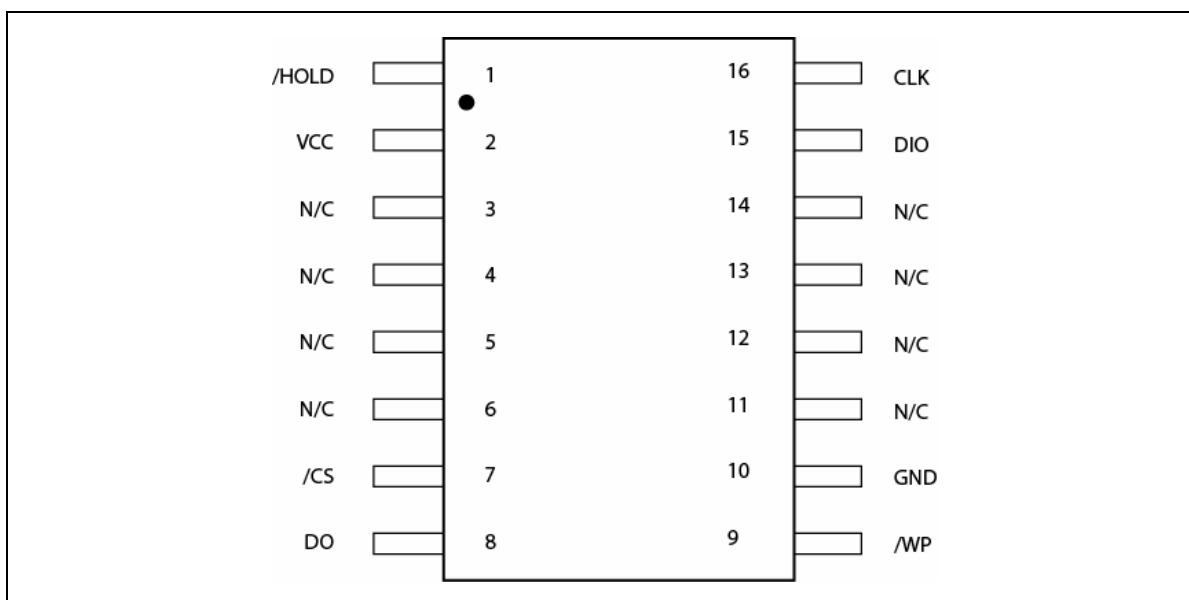 /HOLD 1 16 CLK
VCC 2 15 DIO
N/C 3 14 N/C
N/C 4 13 N/C
N/C 5 12 N/C
N/C 6 11 N/C
/CS 7 10 GND
DO 8 9 /WP